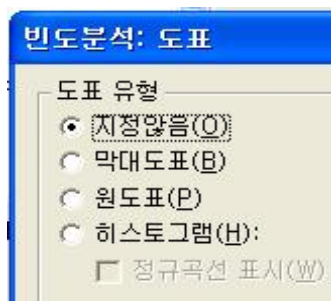 빈도분석: 도표
도표 유형
지정않음(O)
막대도표(B)
원도표(P)
히스토그램(H):
정규곡선 표시(W)